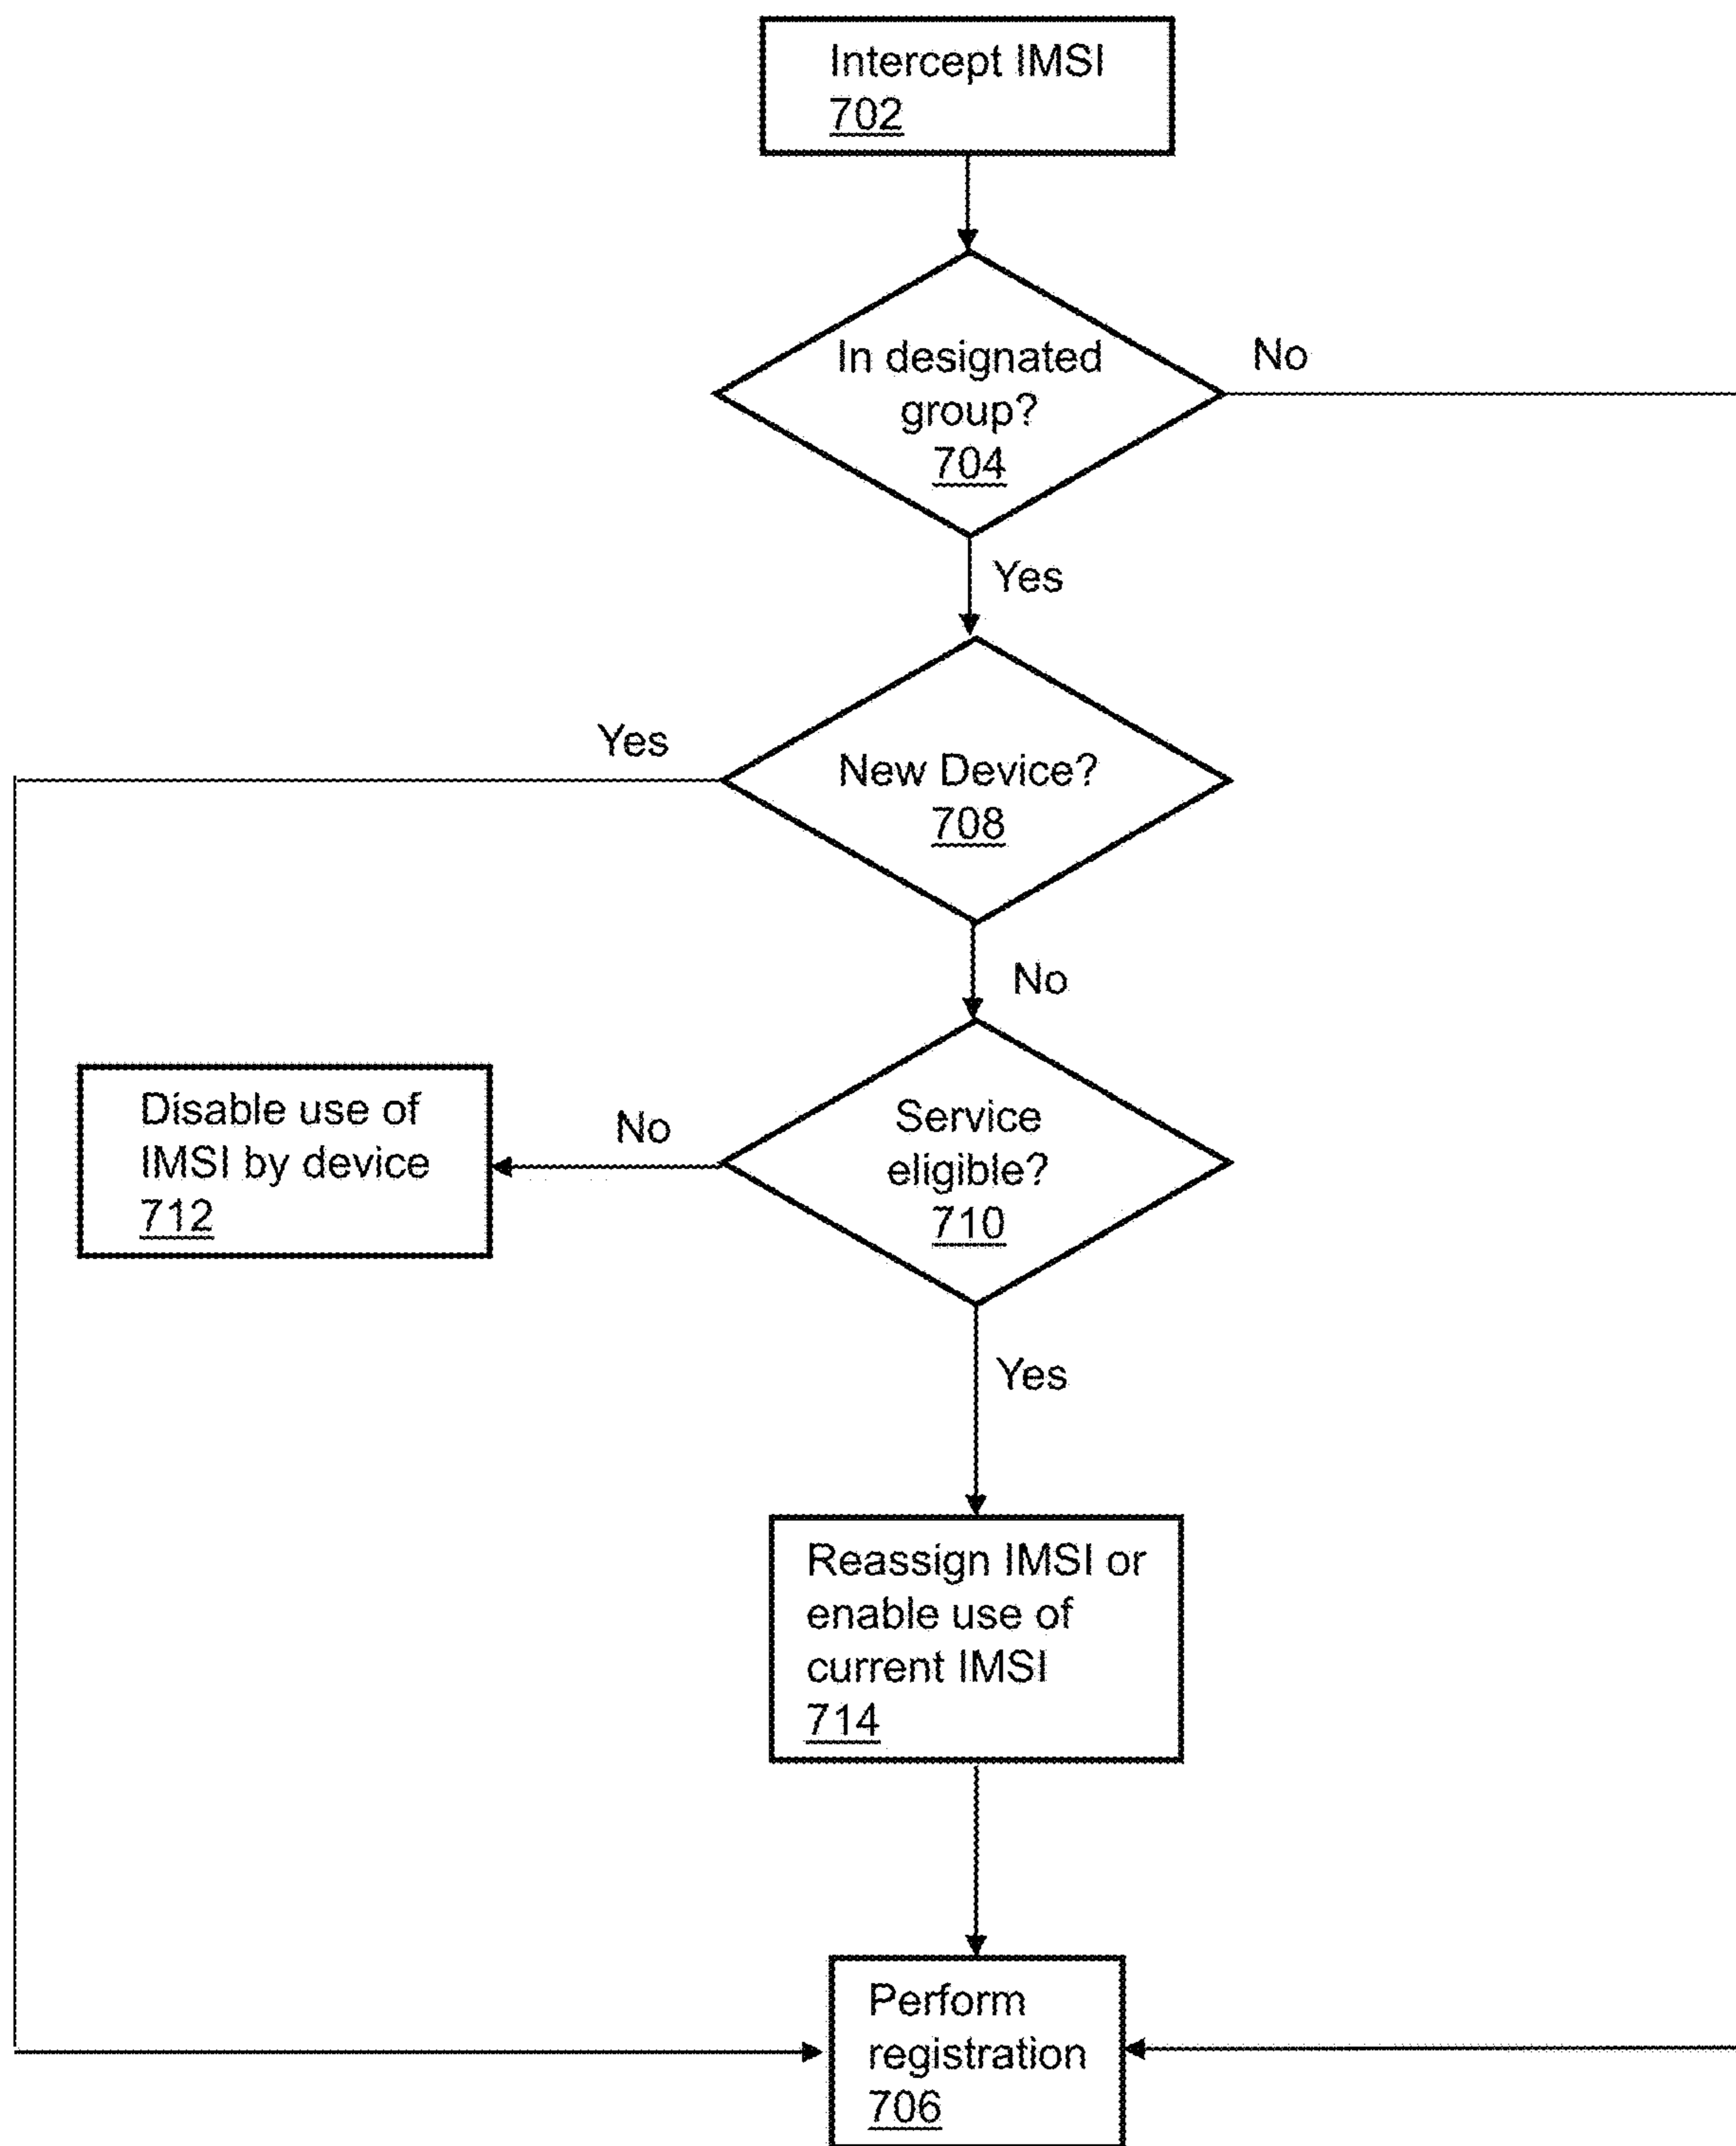 Intercept IMSI
702
In designated
group?
704
No
Yes
New Device?
708
Yes
No
Service
eligible?
710
No
Disable use of
IMSI by device
712
Yes
Reassign IMSI or
enable use of
current IMSI
714
Perform
registration
706